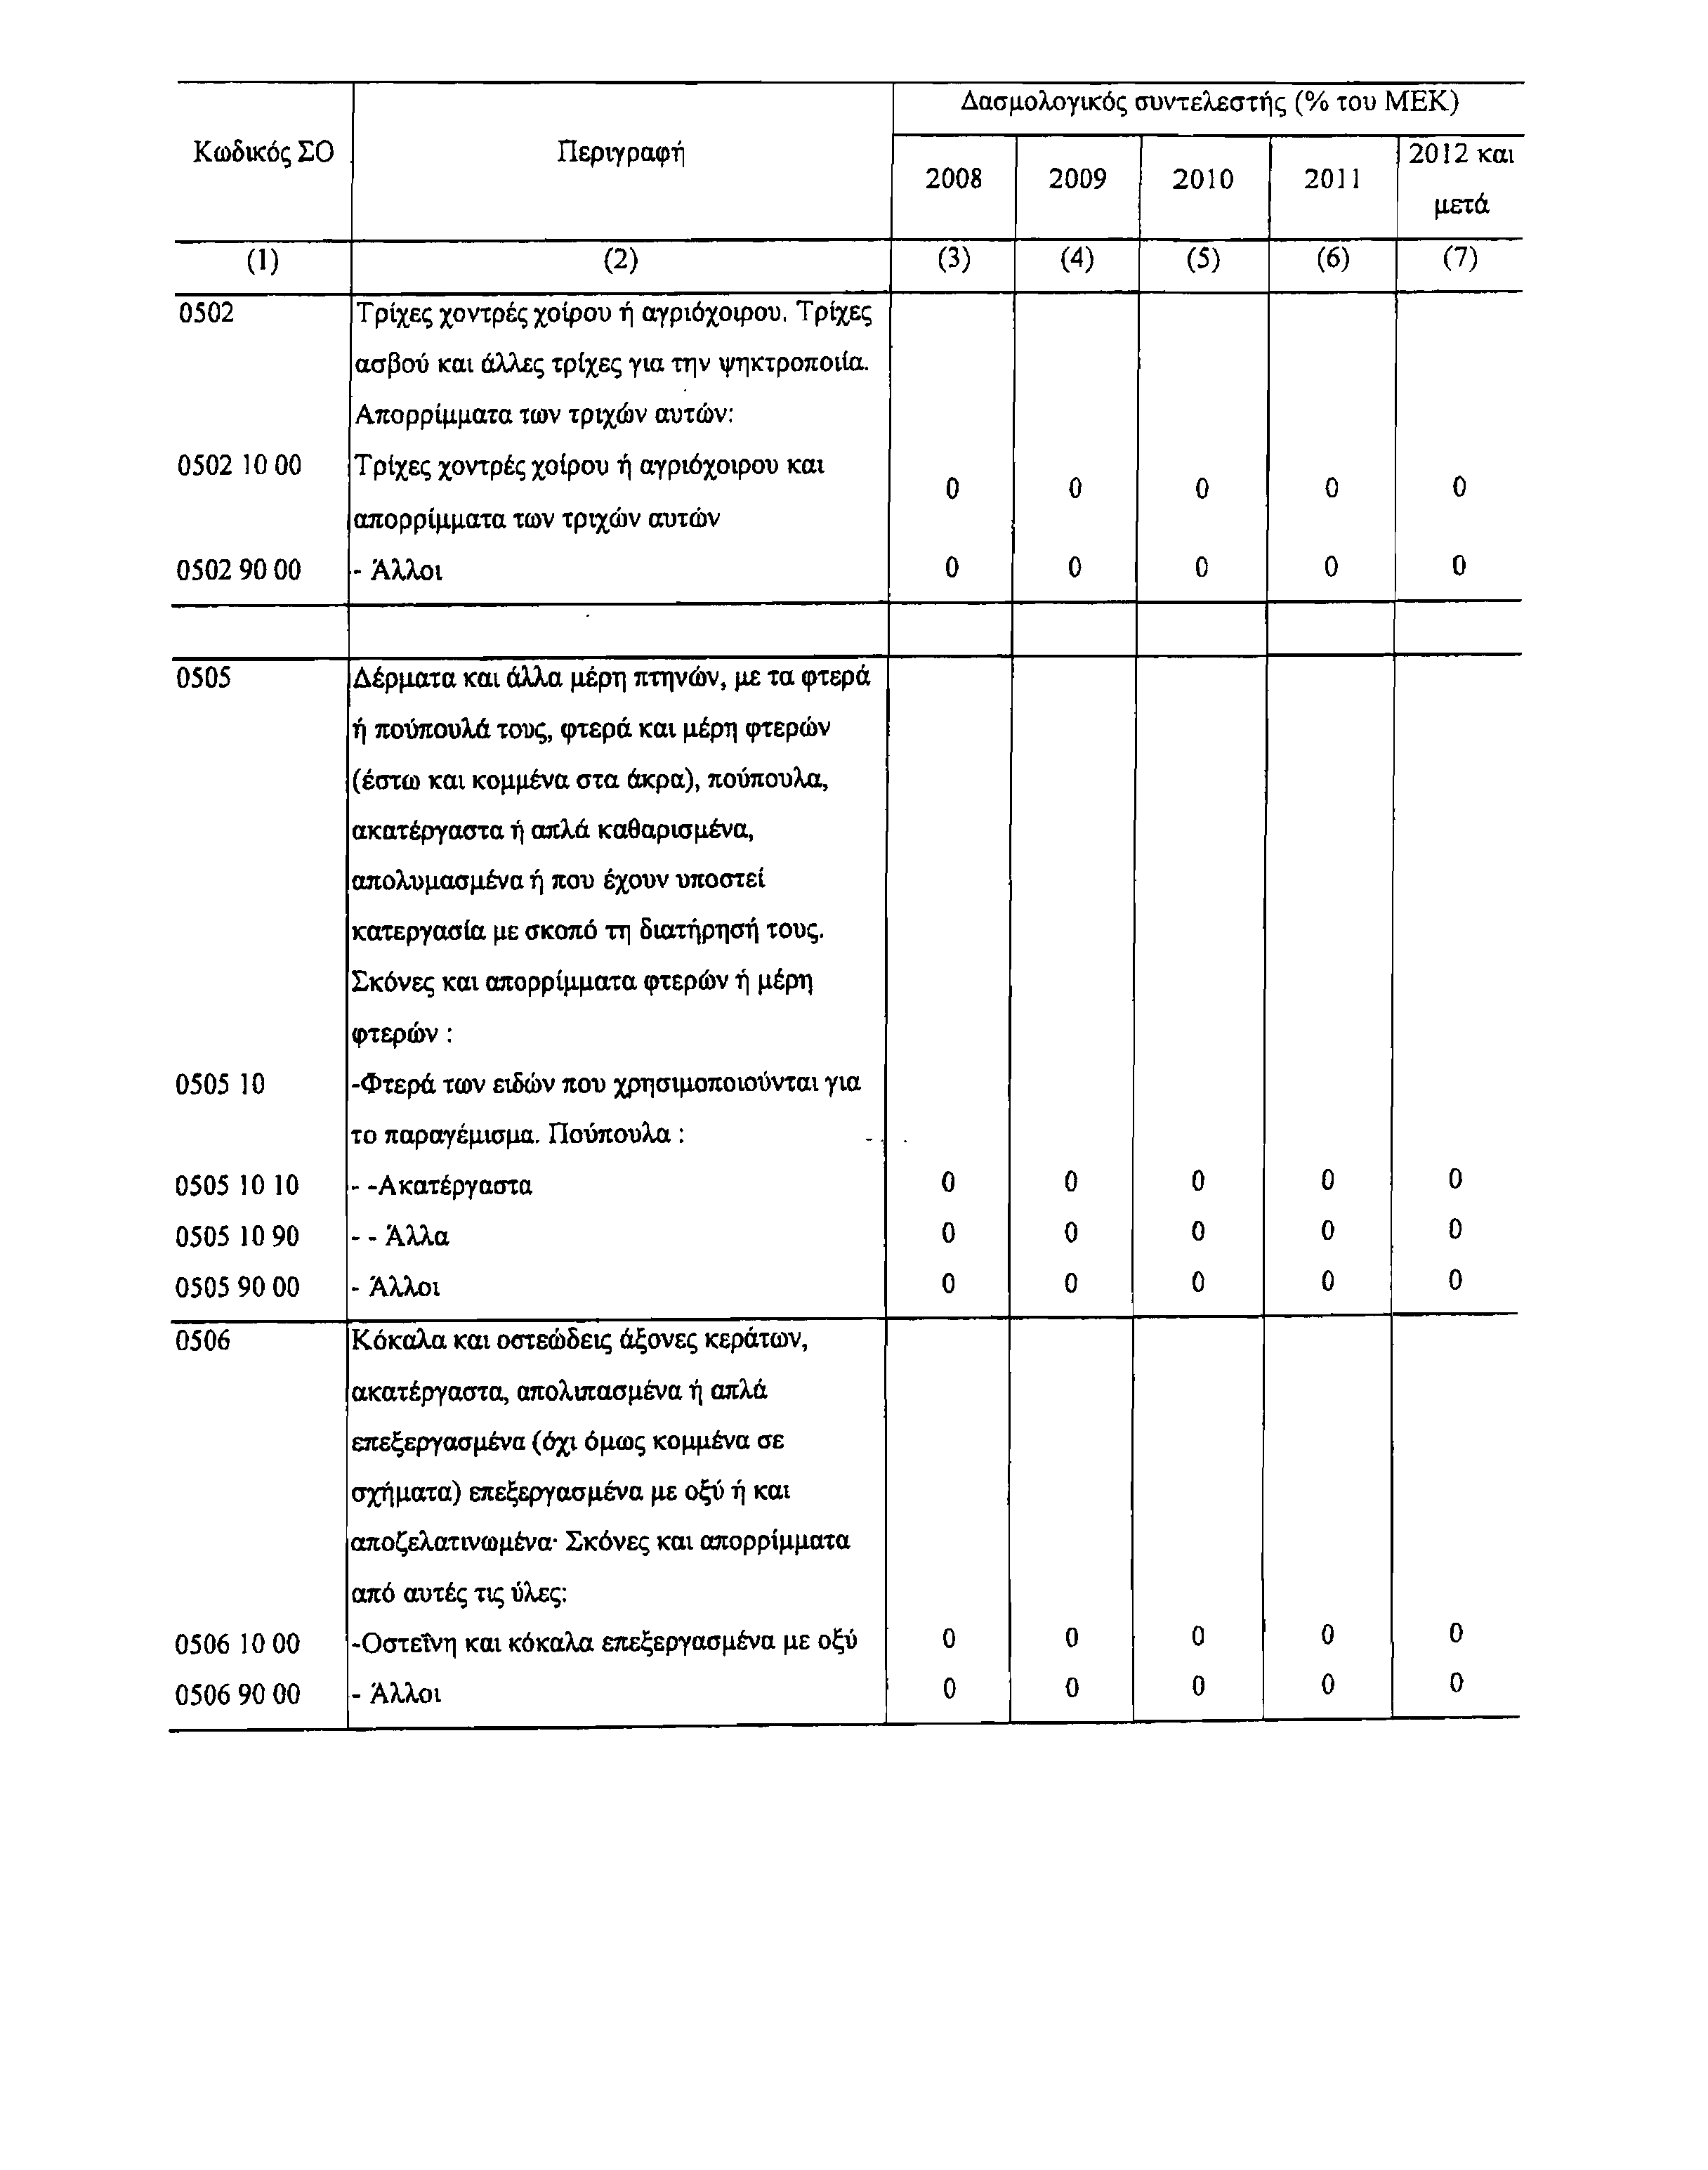 Δασμολογικός συντελεστής (% του ΜΕΚ)
Κωδικός ΣΟ Περιγραφή 2008 2009 2010 2011 2012 και
μετά
(1) (2) (3) (4) (5) (6) (7)
0502 Τρίχες χοντρές χοίρου ή αγριόχοιρου. Τρίχες
ασβού και άλλες τρίχες για την ψηκτροποιία.
Απορρίμματα των τριχών αυτών:
0502 10 00 Τρίχες χοντρές χοίρου ή αγριόχοιρου και
0 0 0 0 0
απορρίμματα των τριχών αυτών
0502 90 00 - Άλλοι 0 0 0 0 0
0505 Δέρματα και άλλα μέρη πτηνών, με τα φτερά
ή πούπουλά τους, φτερά και μέρη φτερών
(έστω και κομμένα στα άκρα), πούπουλα,
ακατέργαστα ή απλά καθαρισμένα,
απολυμασμένα ή που έχουν υποστεί
κατεργασία με σκοπό τη διατήρησή τους.
Σκόνες και απορρίμματα φτερών ή μέρη
φτερών :
0505 10 -Φτερά των ειδών που χρησιμοποιούνται για
το παραγέμισμα. Πούπουλα :
0505 10 10 - -Ακατέργαστα 0 0 0 0 0
0505 10 90 - - Άλλα 0 0 0 0 0
0505 90 00 - Άλλοι 0 0 0 0 0
0506 Κόκαλα και οστεώδεις άξονες κεράτων,
ακατέργαστα, απολιπασμένα ή απλά
επεξεργασμένα (όχι όμως κομμένα σε
σχήματα) επεξεργασμένα με οξύ ή και
αποζελατινωμένα· Σκόνες και απορρίμματα
από αυτές τις ύλες:
0506 10 00 -Οστεΐνη και κόκαλα επεξεργασμένα με οξύ 0 0 0 0 0
0506 90 00 - Άλλοι 0 0 0 0 0